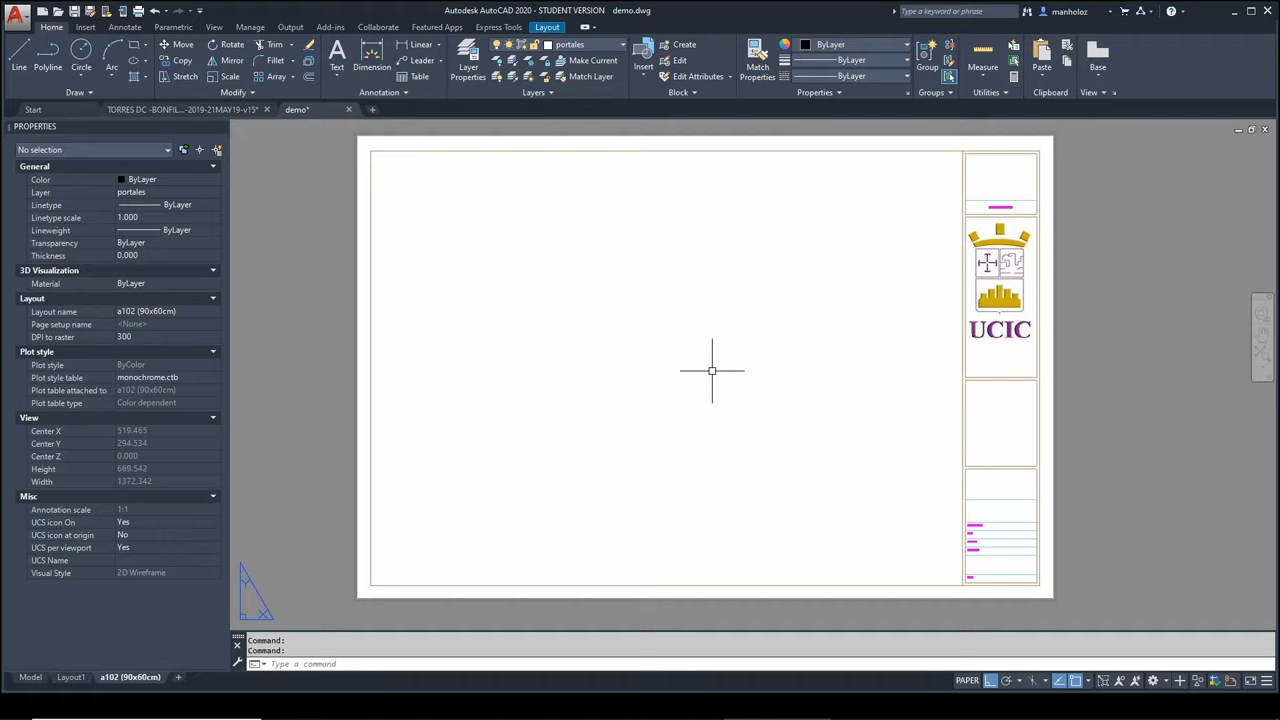 Autodesk AutoCAD 2020 - STUDENT VERSION demo.dwg
Type a keyword or phrase
manholoz
Home Insert Annotate Parametric View Manage Output Add-ins Collaborate Featured Apps Express Tools Layout
Line Polyline Circle Arc
Move Rotate Trim
Copy Mirror Fillet
Stretch Scale Array
Text Dimension
Linear
Leader
Table
Layer Properties
portales
Make Current
Match Layer
Insert
Create
Edit
Edit Attributes
Match Properties
ByLayer
ByLayer
ByLayer
Group Measure Paste Base
Draw Modify Annotation Layers Block Properties Groups Utilities Clipboard View
Start TORRES DC -BONFIL...-2019-21MAY19-v15* demo*
PROPERTIES
No selection
General
Color ByLayer
Layer portales
Linetype ByLayer
Linetype scale 1.000
Lineweight ByLayer
Transparency ByLayer
Thickness 0.000
3D Visualization
Material ByLayer
Layout
Layout name a102 (90x60cm)
Page setup name <None>
DPI to raster 300
Plot style
Plot style ByColor
Plot style table monochrome.ctb
Plot table attached to a102 (90x60cm)
Plot table type Color dependent
View
Center X 519.465
Center Y 294.534
Center Z 0.000
Height 669.542
Width 1372.342
Misc
Annotation scale 1:1
UCS icon On Yes
UCS icon at origin No
UCS per viewport Yes
UCS Name
Visual Style 2D Wireframe
UCIC
Y
X
Command:
Command:
Type a command
Model Layout1 a102 (90x60cm) +
PAPER